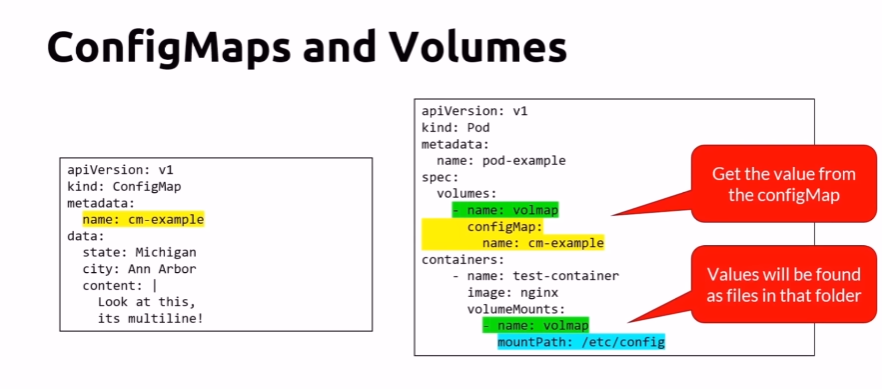 ConfigMaps and Volumes
apiVersion: v1
kind: ConfigMap
metadata:
  name: cm-example
data:
  state: Michigan
  city: Ann Arbor
  content: |
    Look at this,
    its multiline!
apiVersion: v1
kind: Pod
metadata:
  name: pod-example
spec:
  volumes:
    - name: volmap
      configMap:
        name: cm-example
containers:
    - name: test-container
      image: nginx
      volumeMounts:
        - name: volmap
          mountPath: /etc/config
Get the value from
the configMap
Values will be found
as files in that folder